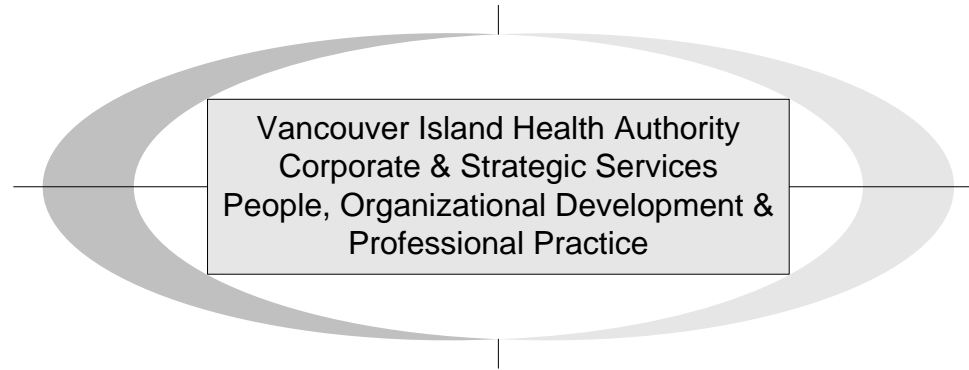 Vancouver Island Health Authority
Corporate & Strategic Services
People, Organizational Development &
Professional Practice